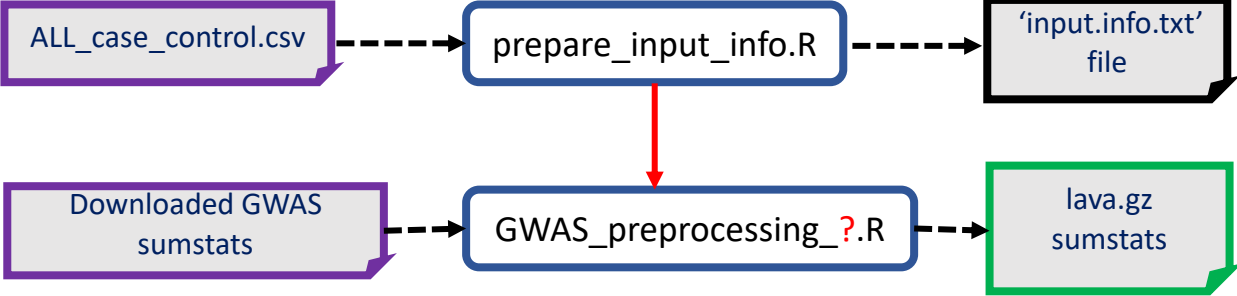 ALL_case_control.csv
prepare_input_info.R
‘input.info.txt’
file
Downloaded GWAS
sumstats
GWAS_preprocessing_?.R
lava.gz
sumstats